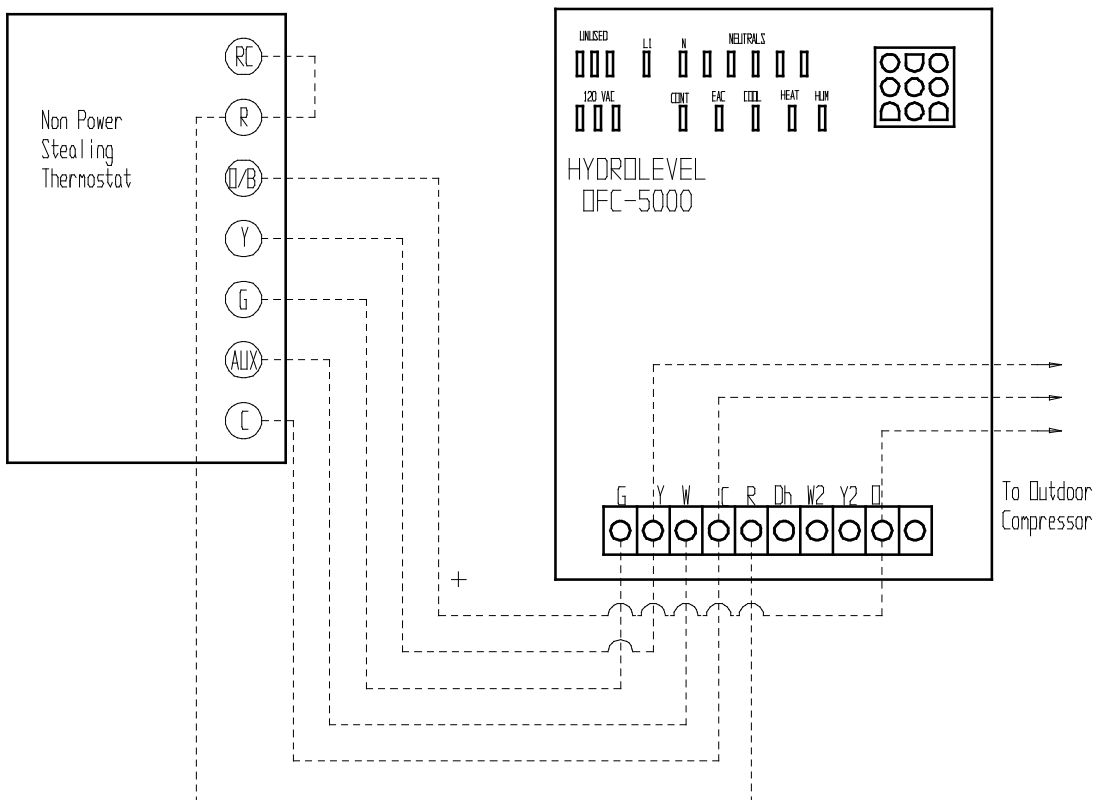 RC
R
Non Power
Stealing
Thermostat
O/B
Y
G
AUX
C
UNUSED
L1
N
NEUTRALS
120 VAC
CONT
EAC
COOL
HEAT
HUM
HYDROLEVEL
OFC-5000
G Y W C R Dh W2 Y2 O
To Outdoor
Compressor